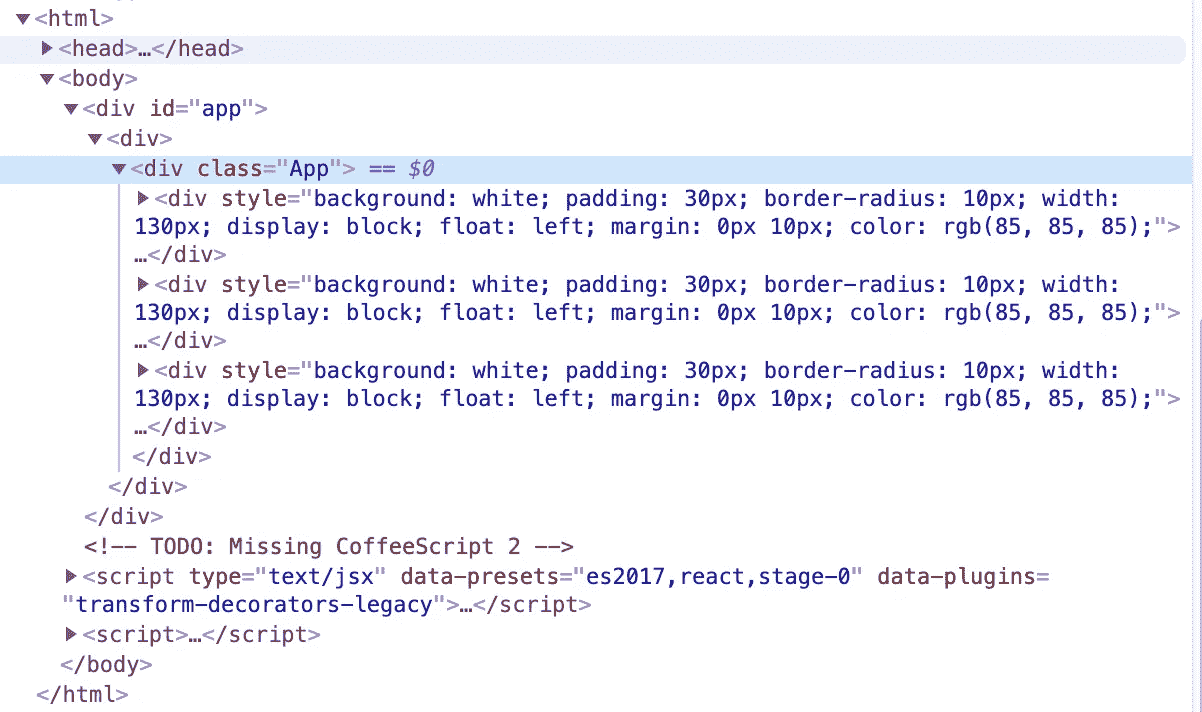 <html>
<head>…</head>
<body>
<div id="app">
<div>
<div class="App"> == $0
<div style="background: white; padding: 30px; border-radius: 10px; width:
130px; display: block; float: left; margin: 0px 10px; color: rgb(85, 85, 85);">
…</div>
<div style="background: white; padding: 30px; border-radius: 10px; width:
130px; display: block; float: left; margin: 0px 10px; color: rgb(85, 85, 85);">
…</div>
<div style="background: white; padding: 30px; border-radius: 10px; width:
130px; display: block; float: left; margin: 0px 10px; color: rgb(85, 85, 85);">
…</div>
</div>
</div>
</div>
<!-- TODO: Missing CoffeeScript 2 -->
<script type="text/jsx" data-presets="es2017,react,stage-0" data-plugins=
"transform-decorators-legacy">…</script>
<script>…</script>
</body>
</html>